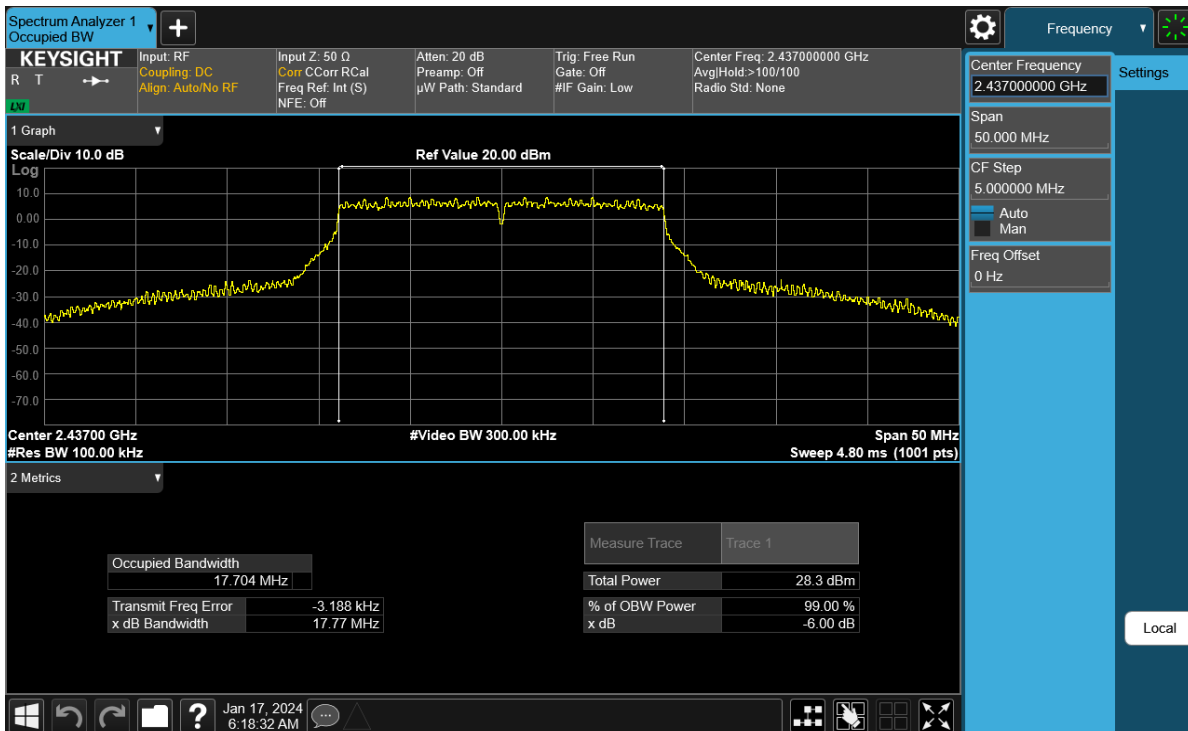 Spectrum Analyzer 1
Occupied BW
Frequency
KEYSIGHT
R T
LXI
Input: RF
Coupling: DC
Align: Auto/No RF
Input Z: 50 Ω
Corr CCorr RCal
Freq Ref: Int (S)
NFE: Off
Atten: 20 dB
Preamp: Off
µW Path: Standard
Trig: Free Run
Gate: Off
#IF Gain: Low
Center Freq: 2.437000000 GHz
Avg|Hold:>100/100
Radio Std: None
Center Frequency
2.437000000 GHz
Settings
Span
50.000 MHz
CF Step
5.000000 MHz
Auto
Man
Freq Offset
0 Hz
Local
1 Graph
Scale/Div 10.0 dB
Ref Value 20.00 dBm
Log
10.0
0.00
-10.0
-20.0
-30.0
-40.0
-50.0
-60.0
-70.0
Center 2.43700 GHz
#Video BW 300.00 kHz
Span 50 MHz
#Res BW 100.00 kHz
Sweep 4.80 ms (1001 pts)
2 Metrics
Measure Trace
Trace 1
Occupied Bandwidth
17.704 MHz
Total Power
28.3 dBm
Transmit Freq Error
-3.188 kHz
% of OBW Power
99.00 %
x dB Bandwidth
17.77 MHz
x dB
-6.00 dB
?
Jan 17, 2024
6:18:32 AM